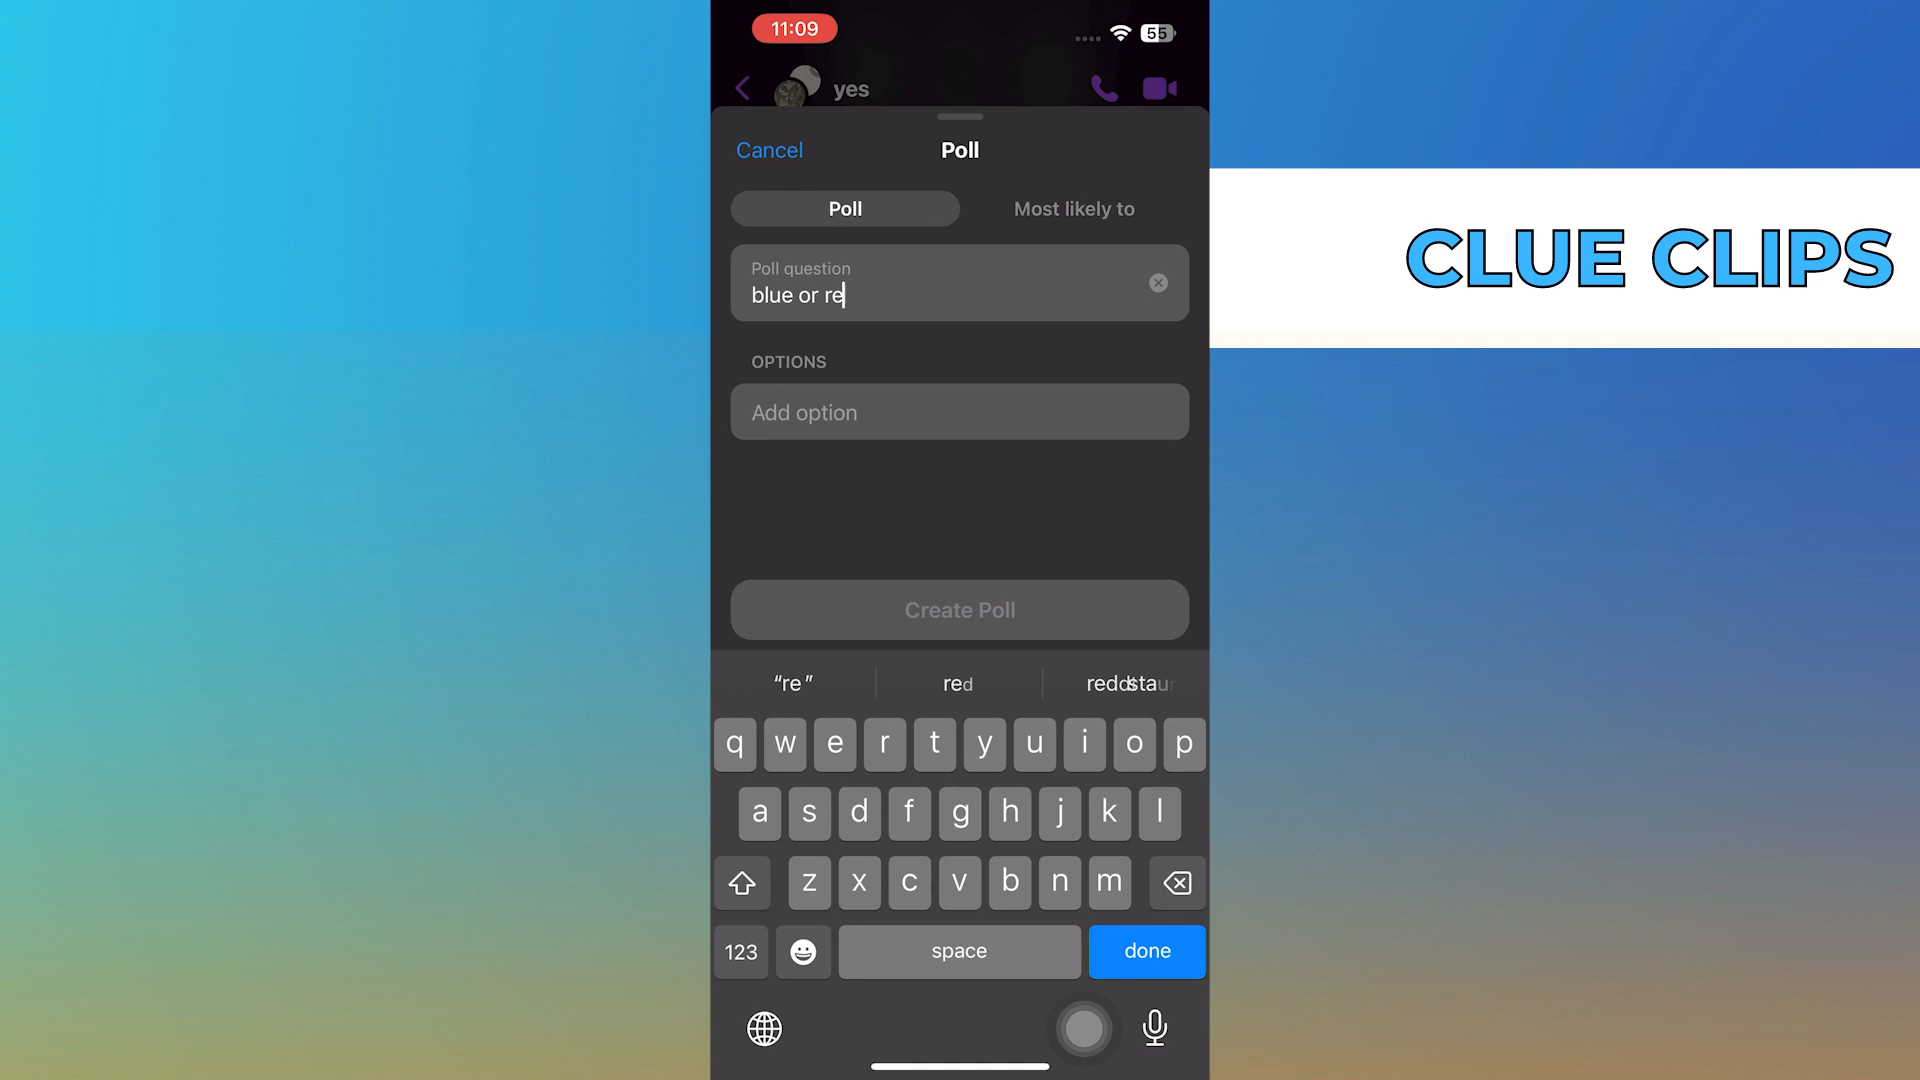 11:09
55
yes
Cancel
Poll
Poll
Most likely to
Poll question
blue or re
OPTIONS
Add option
Create Poll
“re”
red
q w e r t y u i o p
a s d f g h j k l
z x c v b n m
123
space
done
CLUE CLIPS